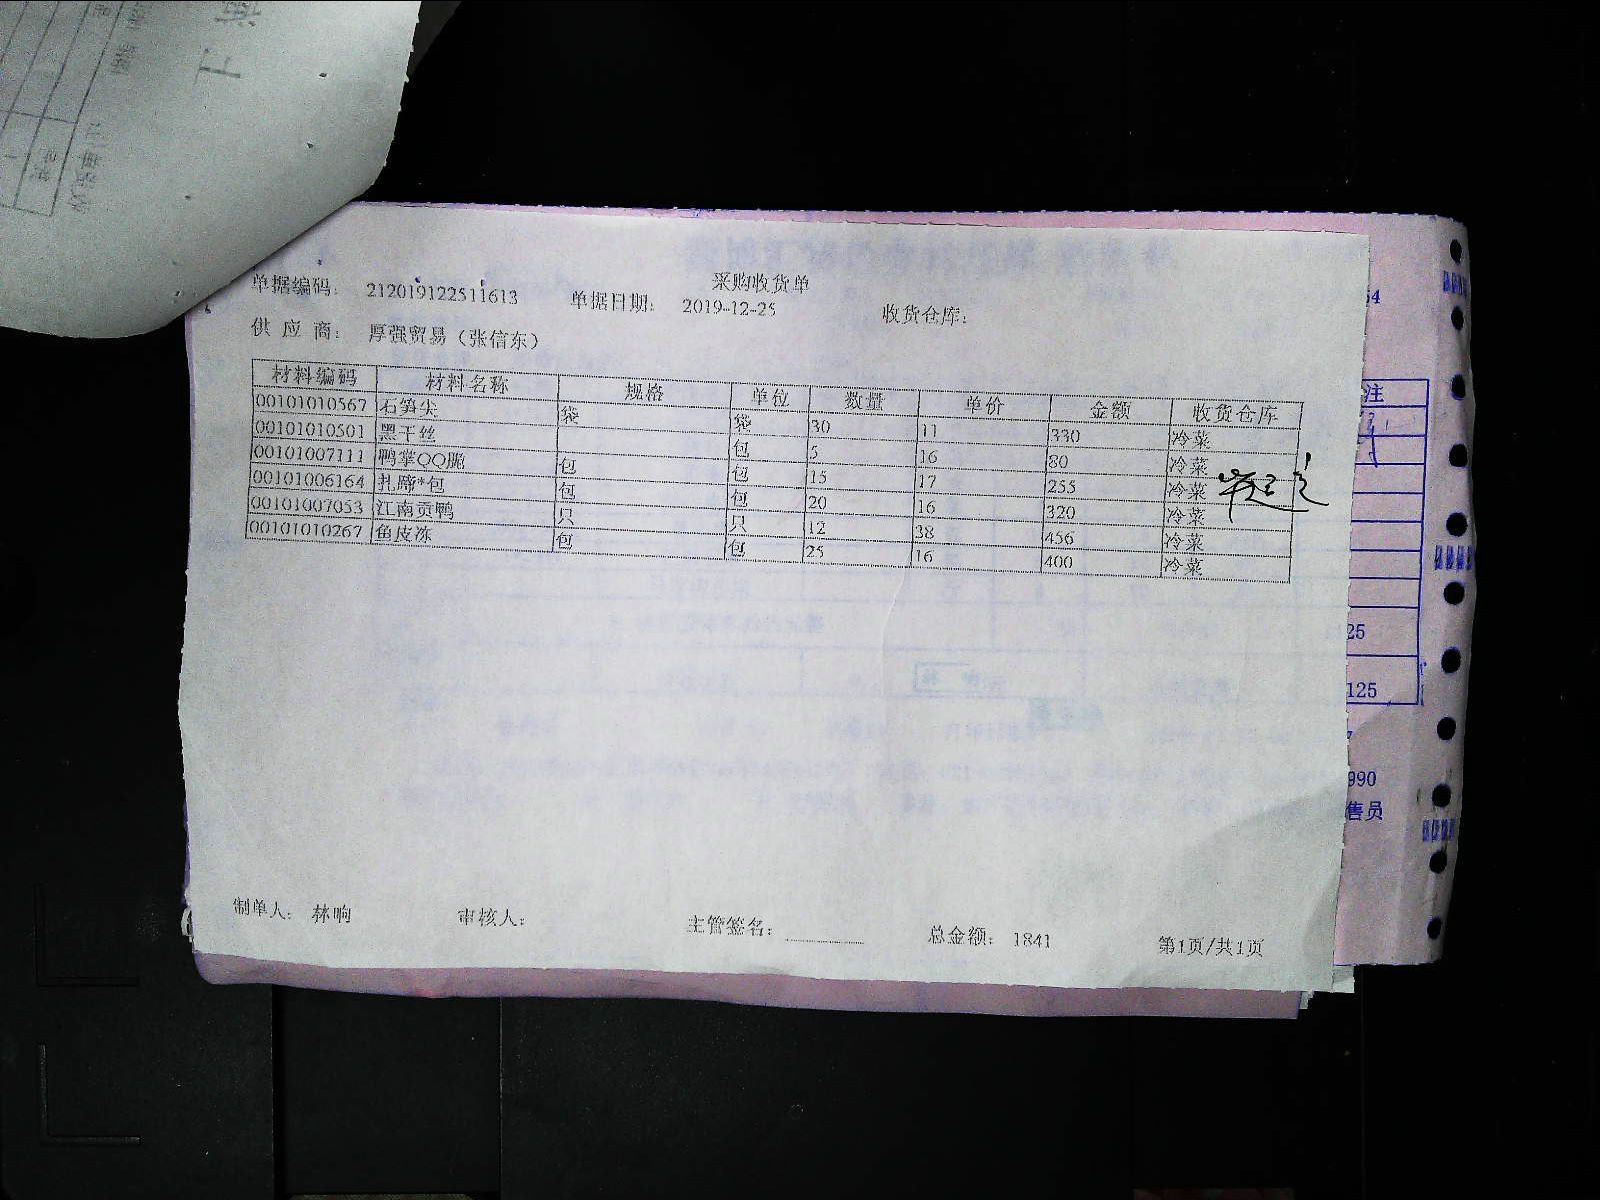 采购收货单
单据编码： 212019122511613 单据日期： 2019-12-25 收货仓库：
供 应 商： 厚强贸易（张信东）
材料编码 材料名称 规格 单位 数量 单价 金额 收货仓库
00101010567 石笋尖 袋 袋 30 11 330 冷菜
00101010501 黑干丝 包 5 16 80 冷菜
00101007111 鸭掌QQ脆 包 包 15 17 255 冷菜
00101006164 扎蹄*包 包 包 20 16 320 冷菜
00101007053 江南贡鸭 只 只 12 38 456 冷菜
00101010267 鱼皮冻 包 包 25 16 400 冷菜
制单人： 林响 审核人： 主管签名： 总金额： 1841 第1页/共1页
注
25
125
990
售员